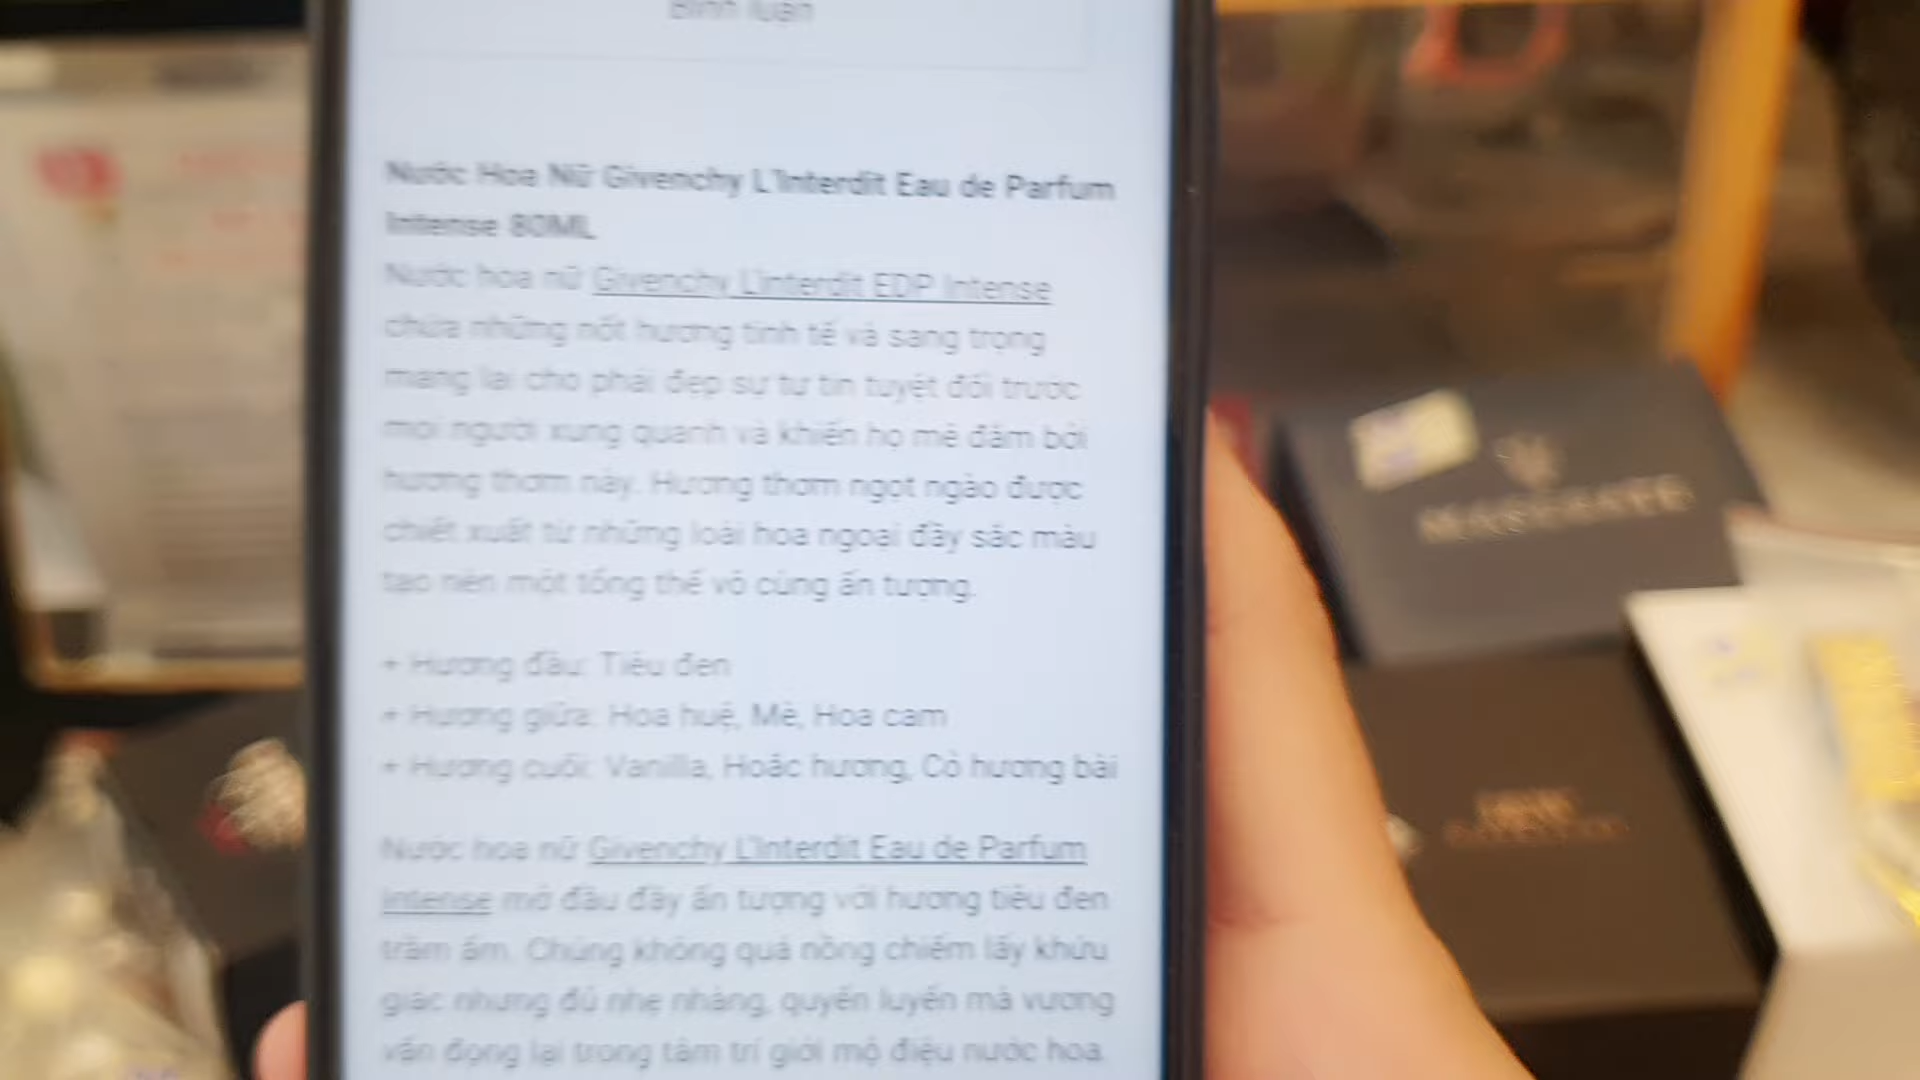 Bình luận
Nước Hoa Nữ Givenchy L'Interdit Eau de Parfum
Intense 80ML
Nước hoa nữ Givenchy L'interdit EDP Intense
chứa những nốt hương tinh tế và sang trọng
mang lại cho phái đẹp sự tự tin tuyệt đối trước
mọi người xung quanh và khiến họ mê đắm bởi
hương thơm này. Hương thơm ngọt ngào được
chiết xuất từ những loài hoa ngoại đầy sắc màu
tạo nên một tổng thể vô cùng ấn tượng.
+ Hương đầu: Tiêu đen
+ Hương giữa: Hoa huệ, Mè, Hoa cam
+ Hương cuối: Vanilla, Hoắc hương, Cỏ hương bài
Nước hoa nữ Givenchy L'Interdit Eau de Parfum
Intense mở đầu đầy ấn tượng với hương tiêu đen
trầm ấm. Chúng không quá nồng chiếm lấy khứu
giác nhưng đủ nhẹ nhàng, quyến luyến mà vương
vấn đọng lại trong tâm trí giới mộ điệu nước hoa.